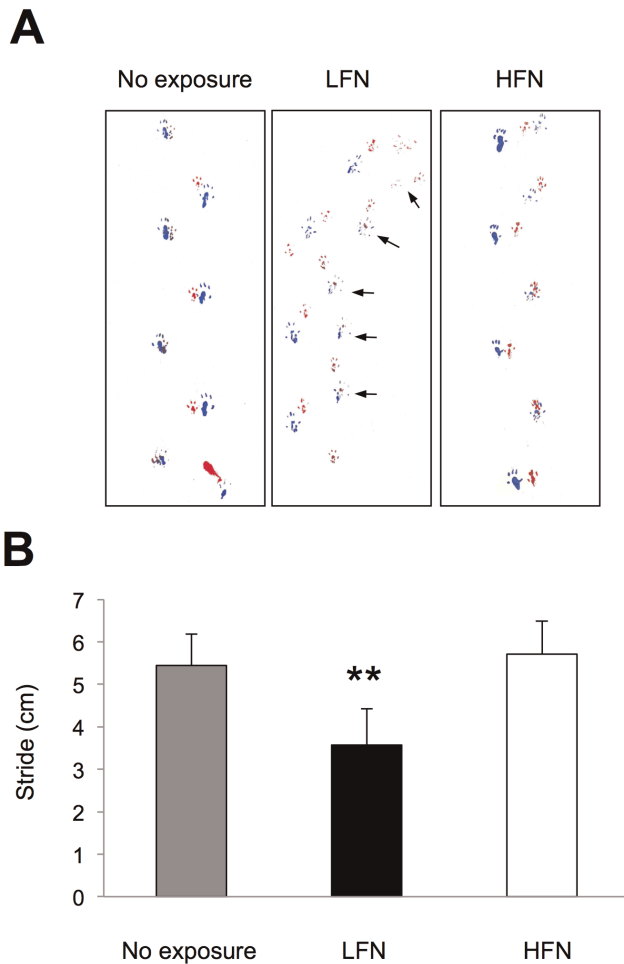 A
No exposure LFN HFN
B
7
6
5
4
3
2
1
0
Stride (cm)
**
No exposure LFN HFN